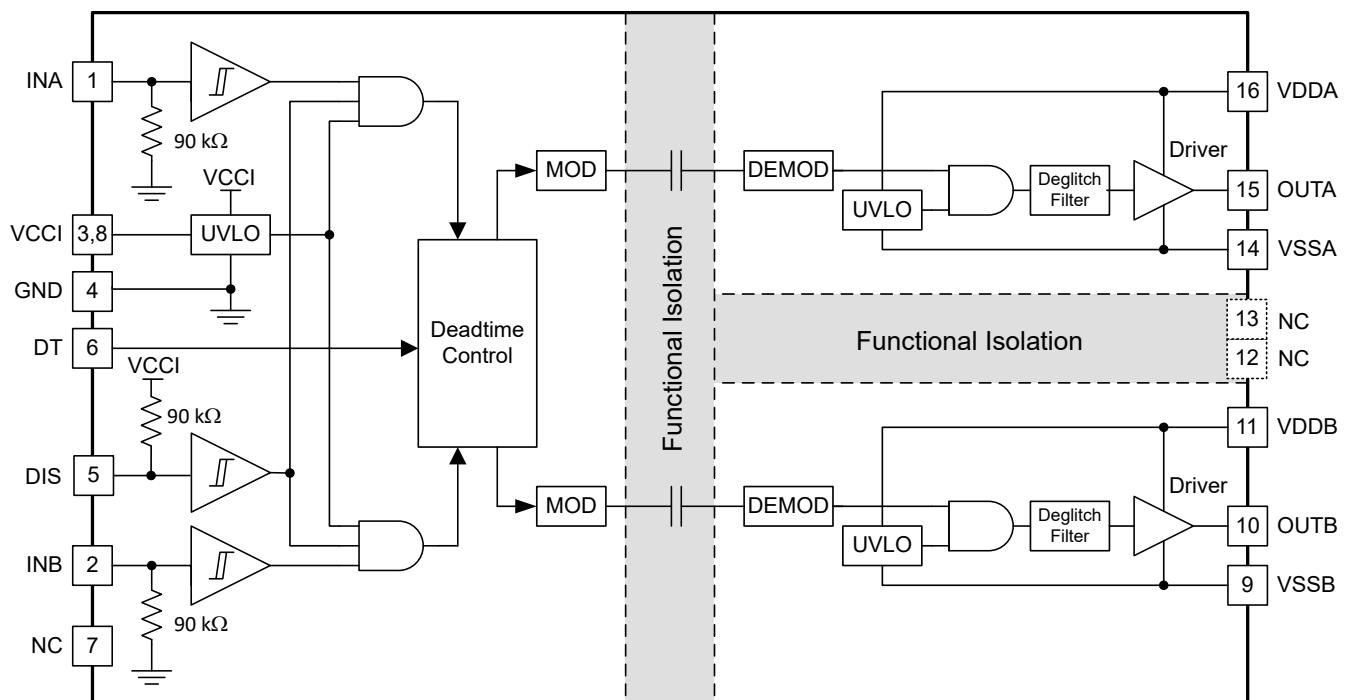 INA
1
90 kΩ
VCCI
VCCI
3,8
UVLO
GND
4
DT
6
VCCI
90 kΩ
DIS
5
INB
2
90 kΩ
NC
7
Deadtime
Control
MOD
MOD
Functional Isolation
DEMOD
UVLO
Deglitch
Filter
Driver
16
VDDA
15
OUTA
14
VSSA
Functional Isolation
13
NC
12
NC
DEMOD
UVLO
Deglitch
Filter
Driver
11
VDDB
10
OUTB
9
VSSB